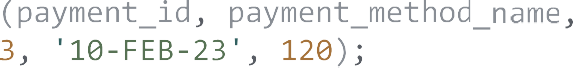 (payment_id, payment_method_name,
3, '10-FEB-23', 120);